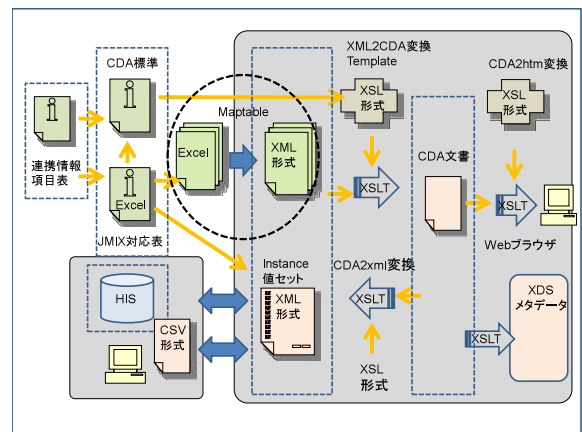 CDA標準
XML2CDA変換
Template
CDA2htm変換
XSL
形式
XSL
形式
Maptable
Excel
XML
形式
連携情報
項目表
Excel
XSLT
CDA文書
XSLT
JMIX対応表
Webブラウザ
Instance
値セット
CDA2xml変換
HIS
XML
形式
XSLT
XDS
メタデータ
CSV
形式
XSLT
XSL
形式